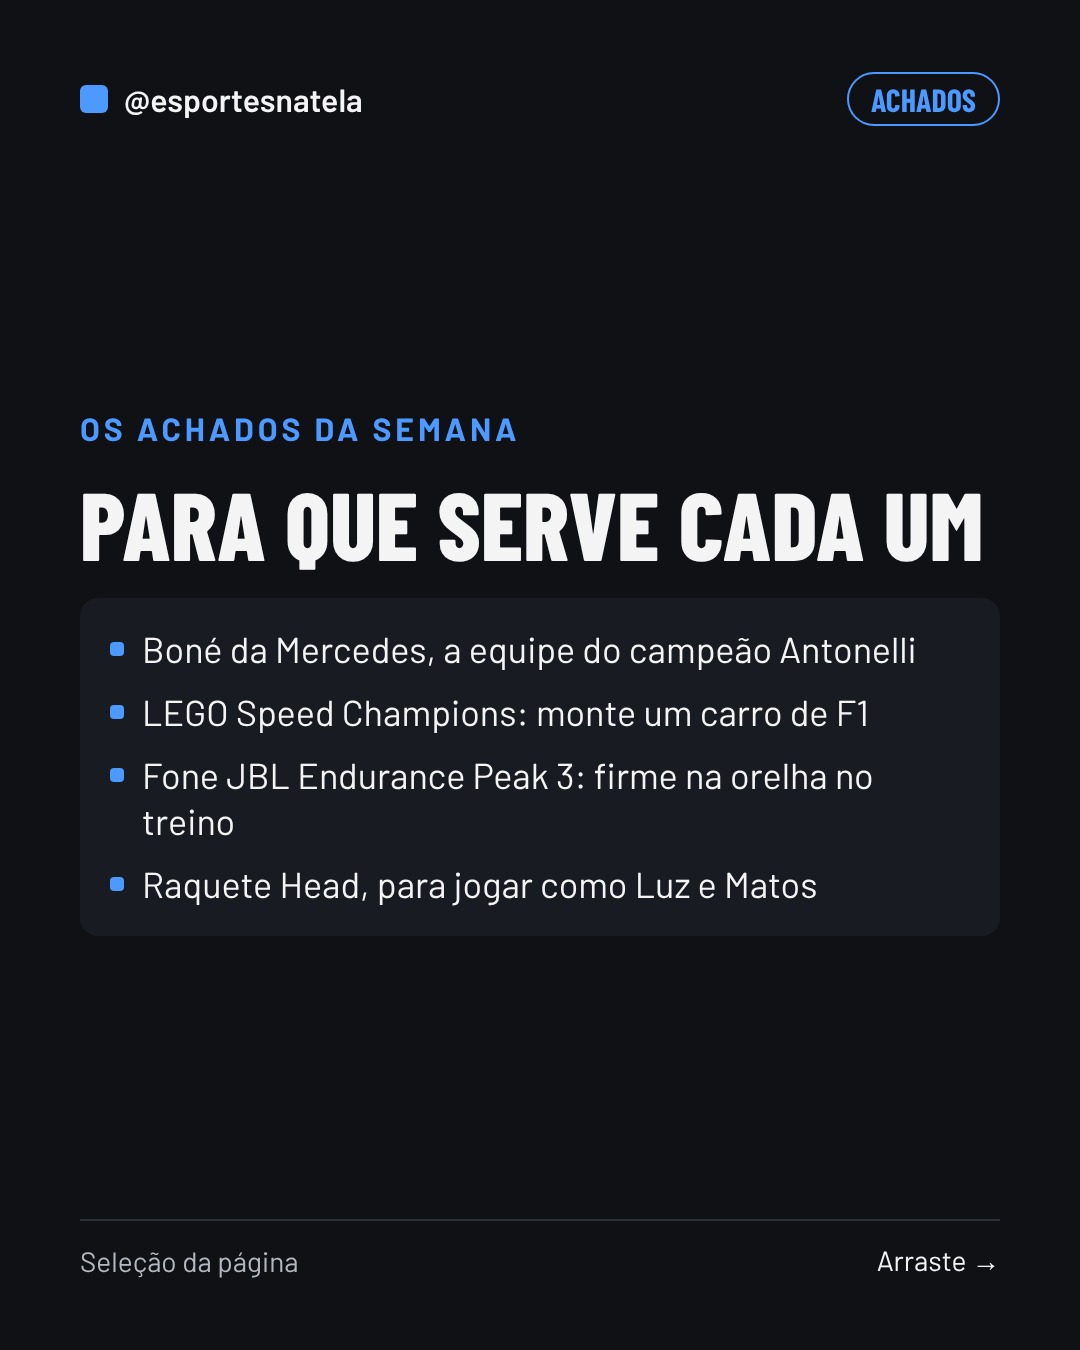 @esportesnatela
ACHADOS
OS ACHADOS DA SEMANA
PARA QUE SERVE CADA UM
Boné da Mercedes, a equipe do campeão Antonelli
LEGO Speed Champions: monte um carro de F1
Fone JBL Endurance Peak 3: firme na orelha no
treino
Raquete Head, para jogar como Luz e Matos
Seleção da página
Arraste →